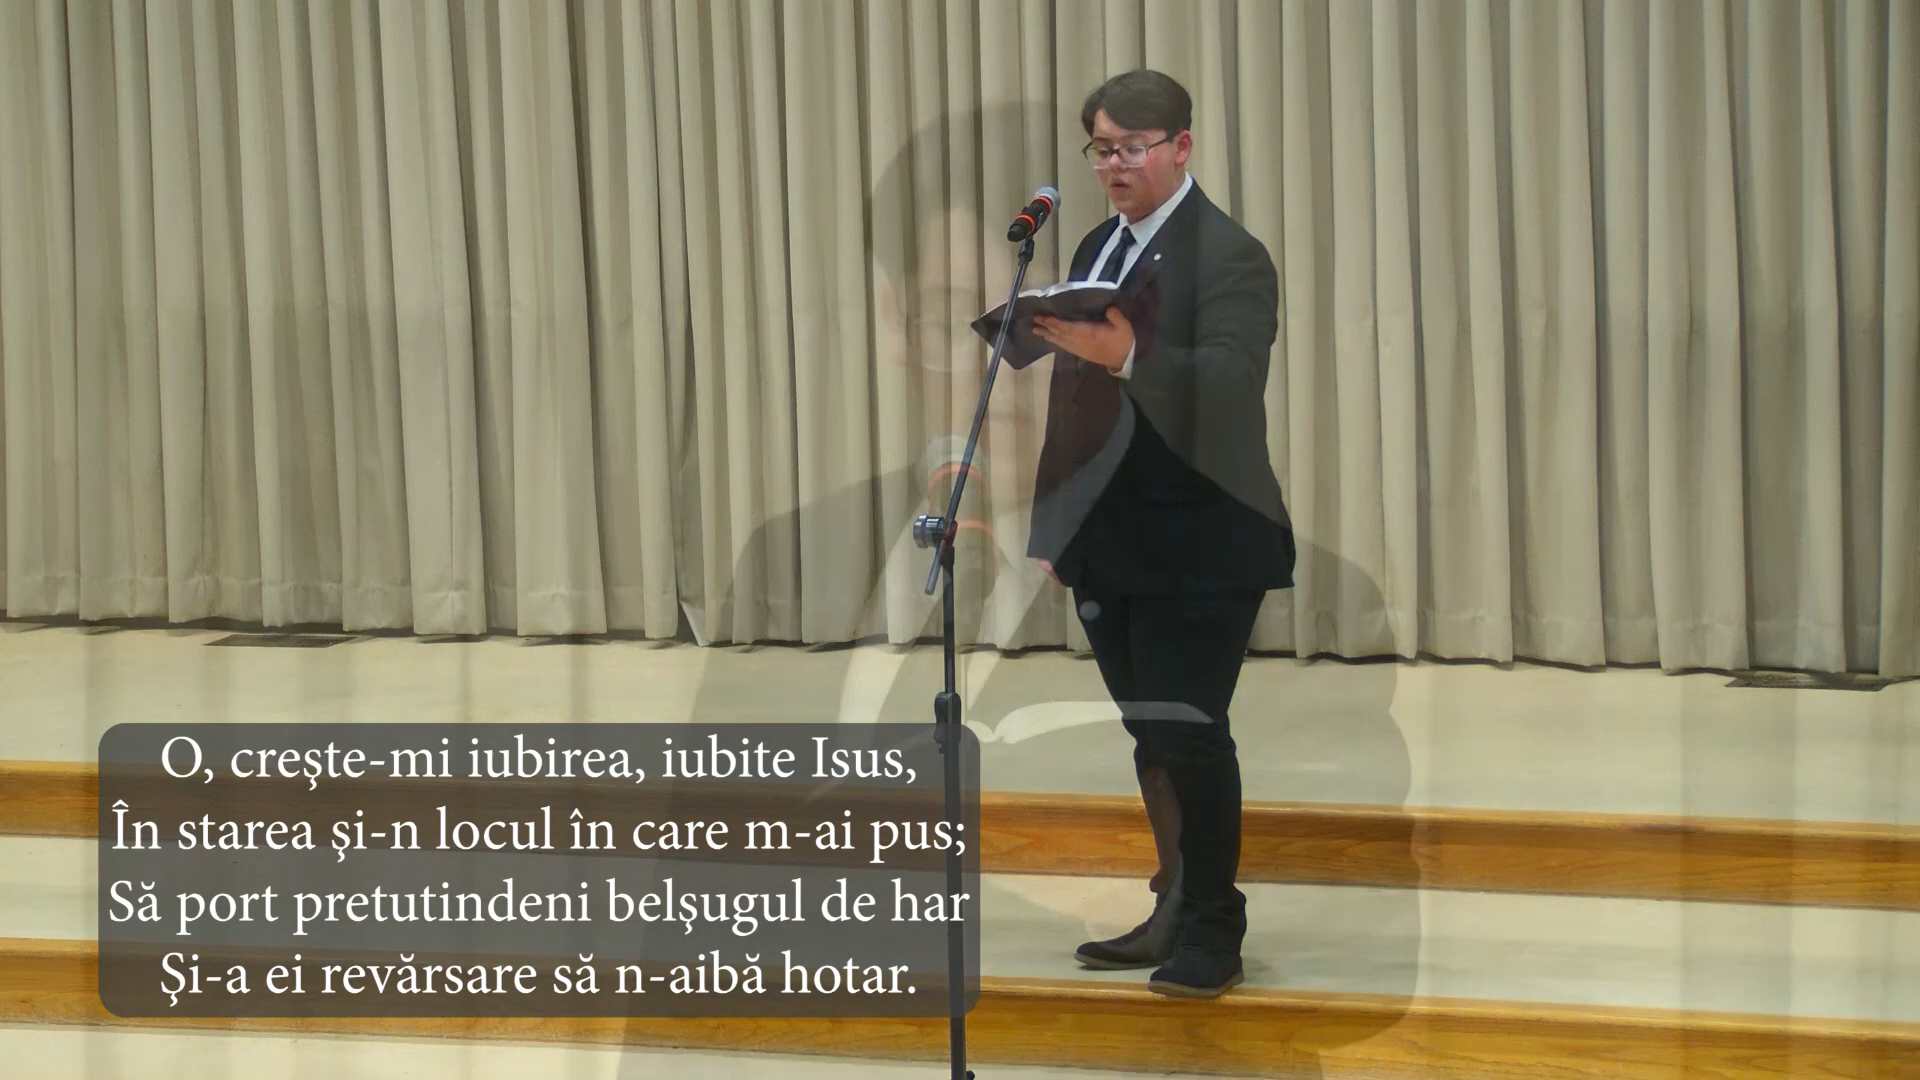 O, creşte-mi iubirea, iubite Isus,
În starea şi-n locul în care m-ai pus;
Să port pretutindeni belşugul de har
Şi-a ei revărsare să n-aibă hotar.